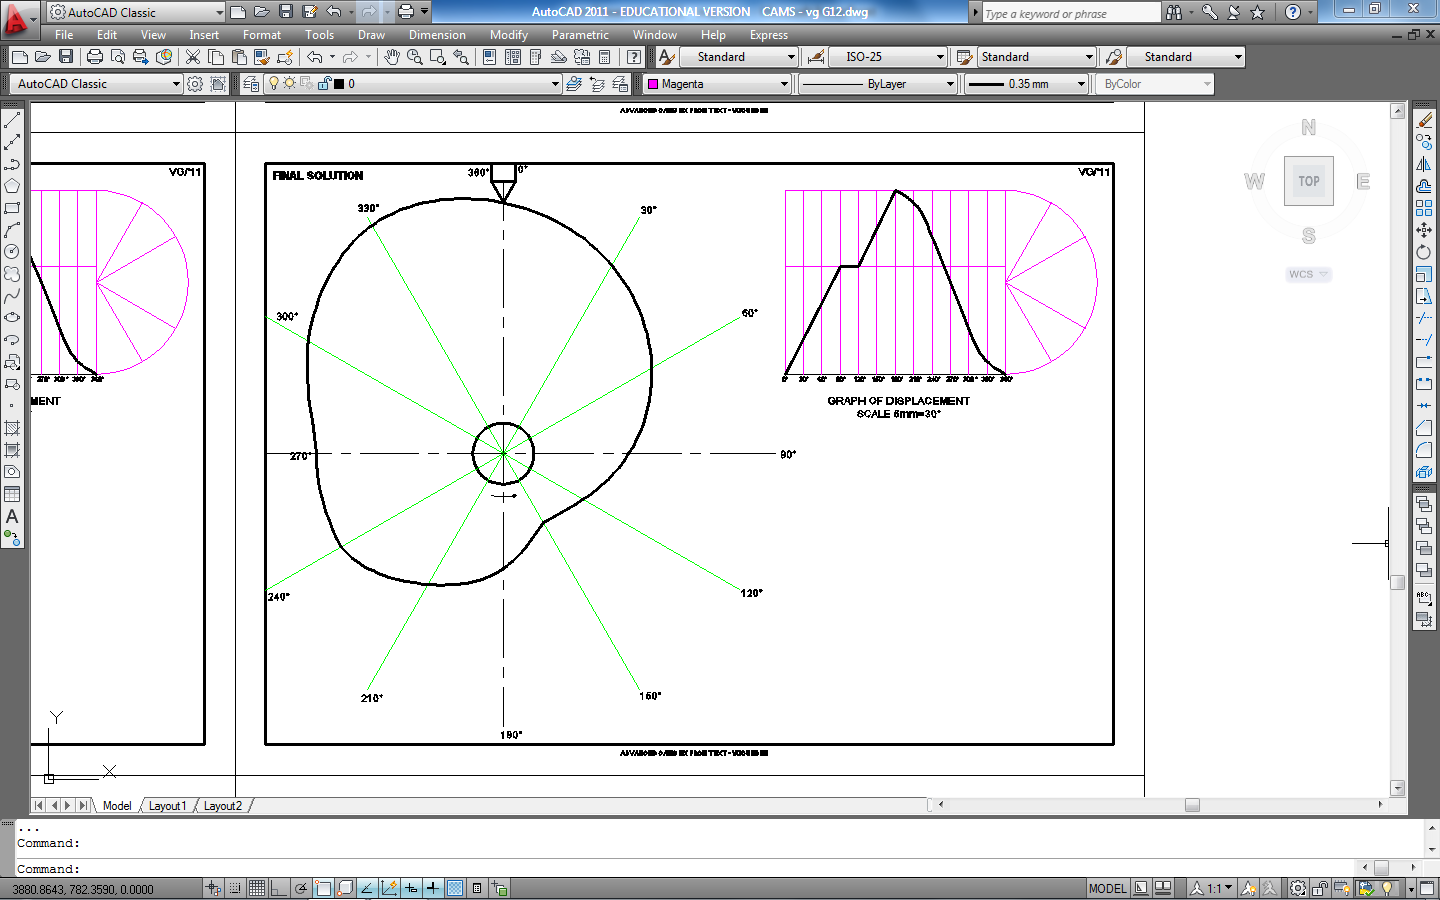 AutoCAD Classic
AutoCAD 2011 - EDUCATIONAL VERSION CAMS - vg G12.dwg
Type a keyword or phrase
File Edit View Insert Format Tools Draw Dimension Modify Parametric Window Help Express
Standard ISO-25 Standard Standard
AutoCAD Classic 0 Magenta ByLayer 0.35 mm ByColor
VG/'11
FINAL SOLUTION
360° 0°
VG/'11
330°
30°
300°
60°
270°
90°
240°
120°
210°
150°
180°
GRAPH OF DISPLACEMENT
SCALE 6mm=30°
MENT
N
W TOP E
S
WCS
Y
X
Model Layout1 Layout2
...
Command:
Command:
3880.8643, 782.3590, 0.0000
MODEL 1:1